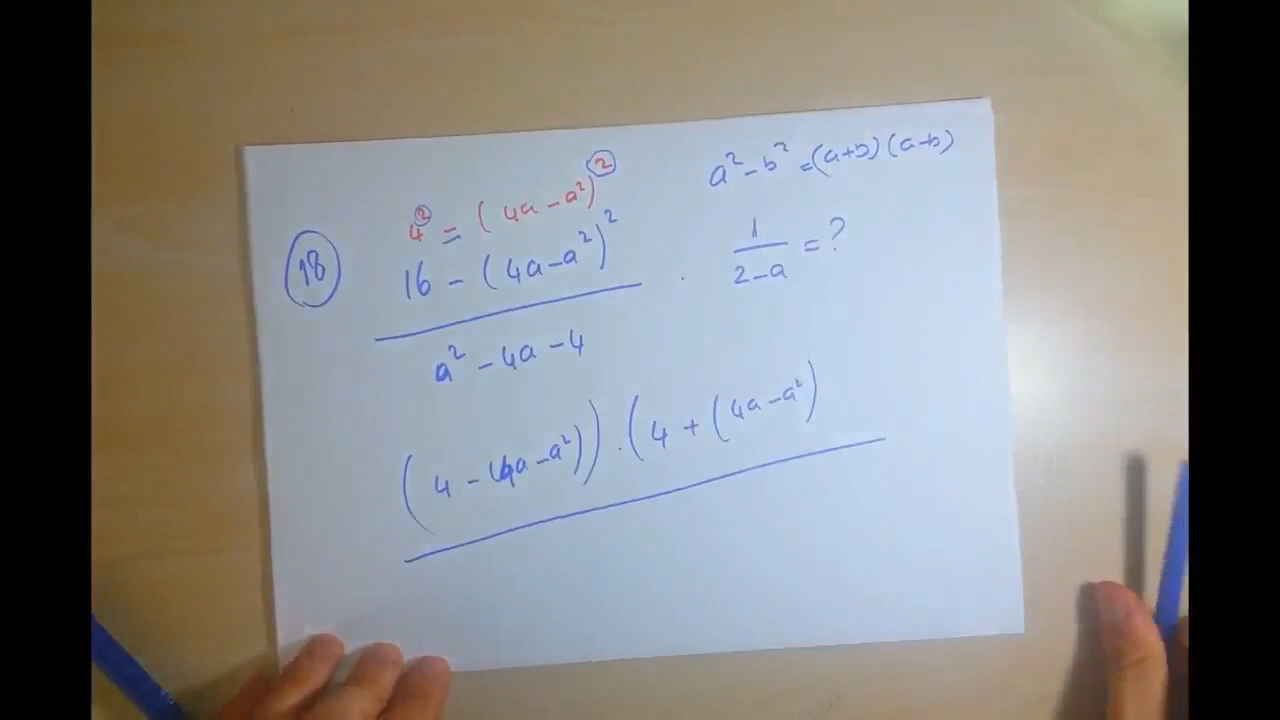 a² - b² = (a+b) (a-b)
4² = (4a - a²)²
18
16 - (4a - a²)² / a² - 4a - 4 . 1 / 2-a = ?
(4 - (4a - a²)) . (4 + (4a - a²)